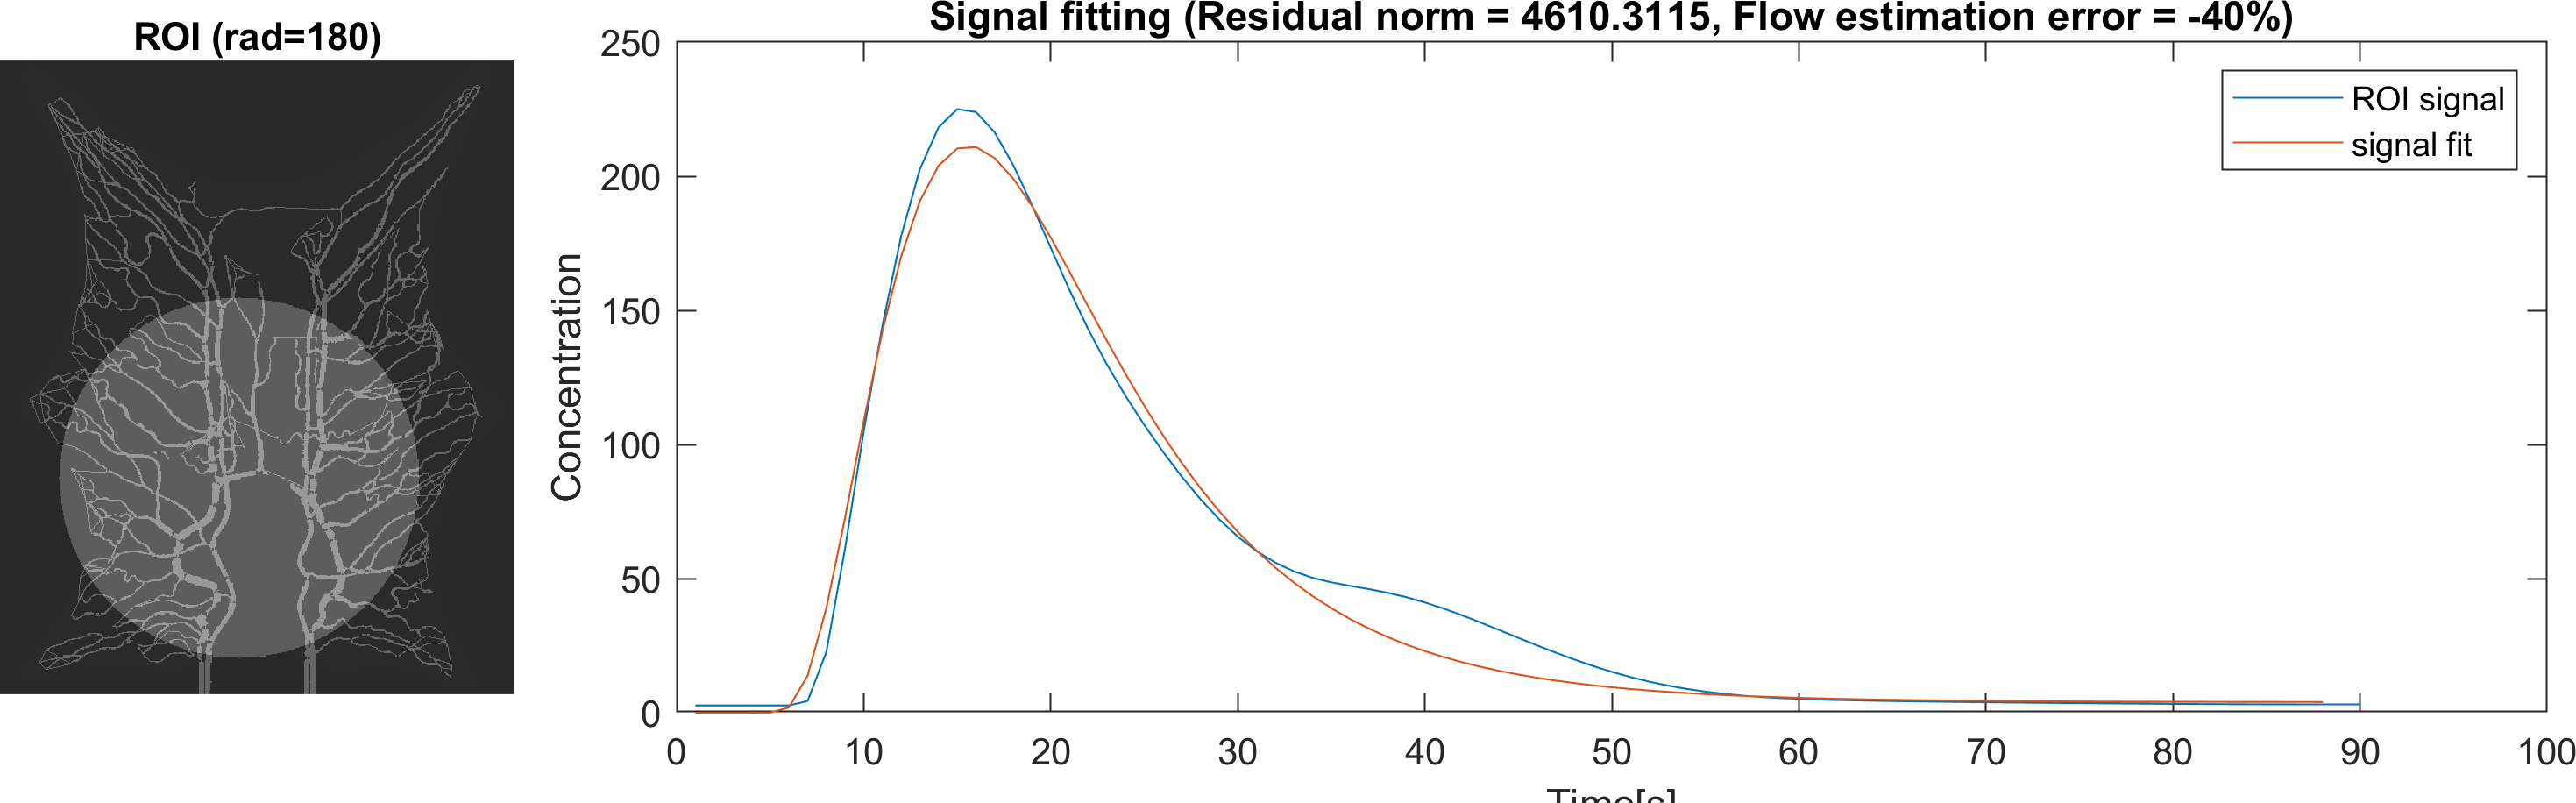 ROI (rad=180)
Signal fitting (Residual norm = 4610.3115, Flow estimation error = -40%)
250
200
150
100
50
0
Concentration
ROI signal
signal fit
0 10 20 30 40 50 60 70 80 90 100
Time[s]